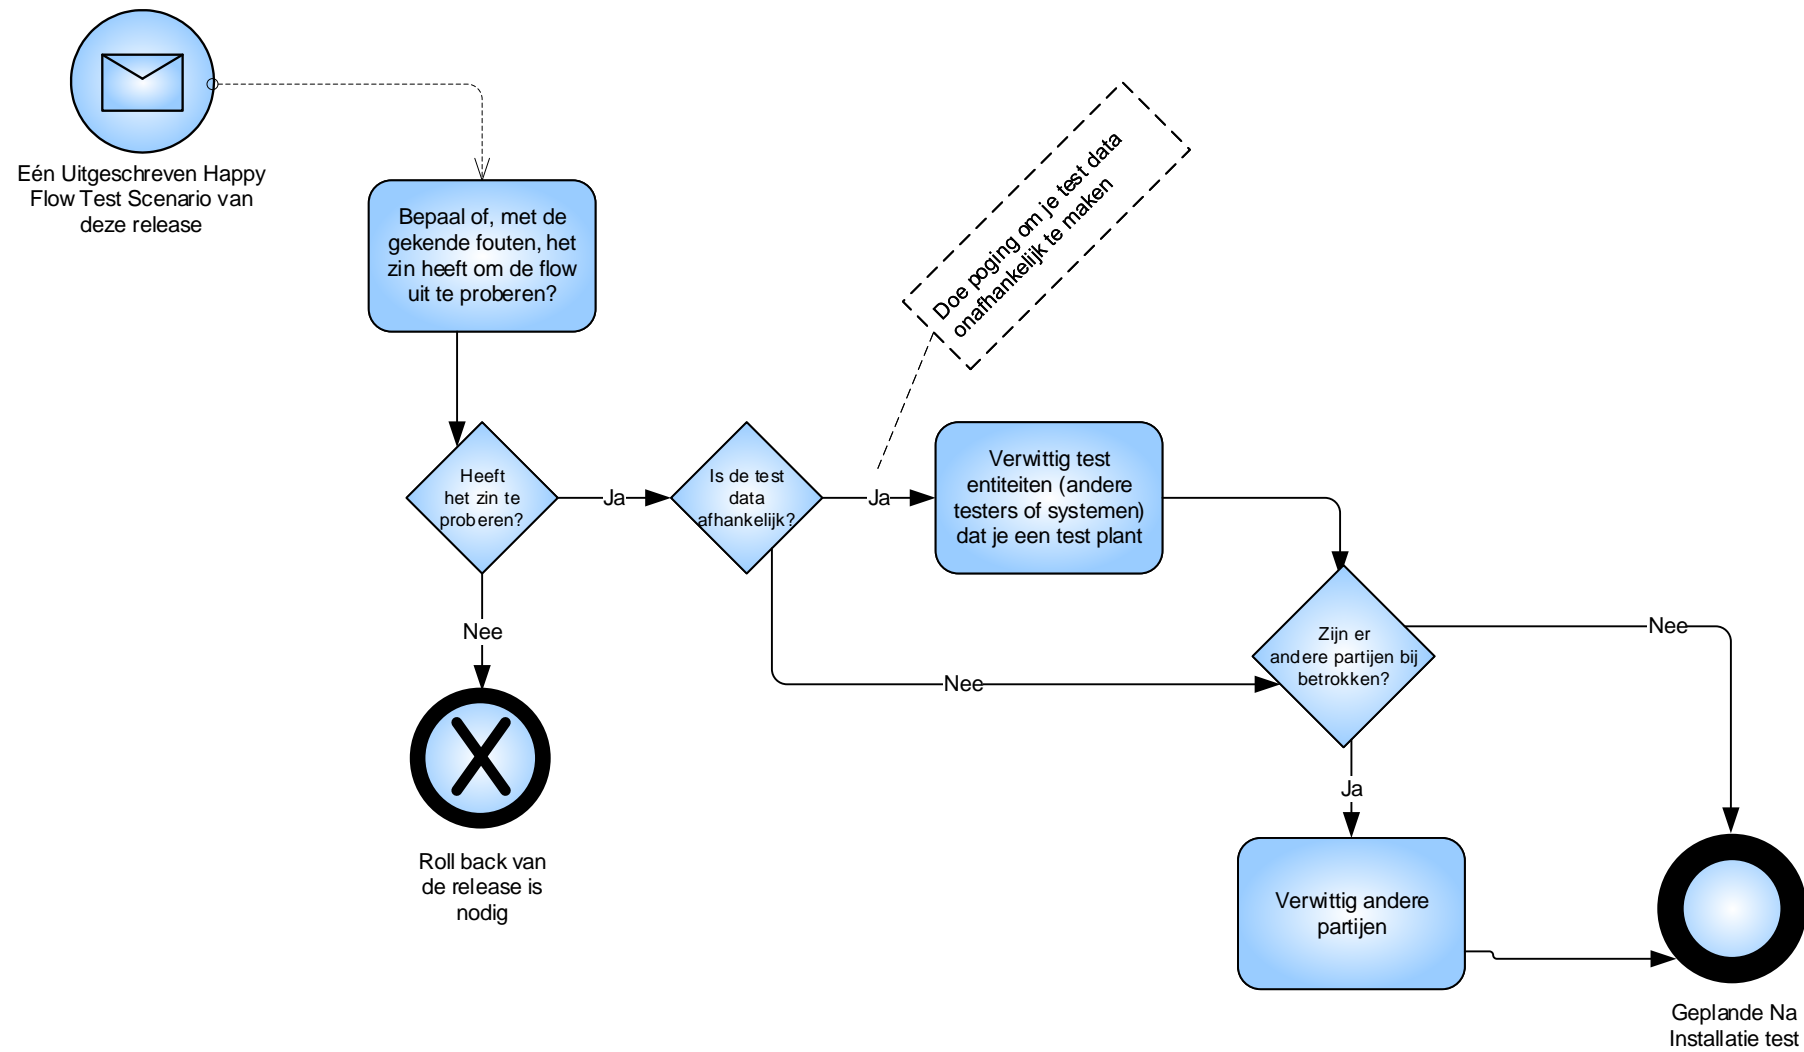 Eén Uitgeschreven Happy
Flow Test Scenario van
deze release
Bepaal of, met de
gekende fouten, het
zin heeft om de flow
uit te proberen?
Doe poging om je test data
onafhankelijk te maken
Heeft
het zin te
proberen?
Ja
Is de test
data
afhankelijk?
Ja
Verwittig test
entiteiten (andere
testers of systemen)
dat je een test plant
Nee
Nee
Zijn er
andere partijen bij
betrokken?
Nee
Ja
Roll back van
de release is
nodig
Verwittig andere
partijen
Geplande Na
Installatie test